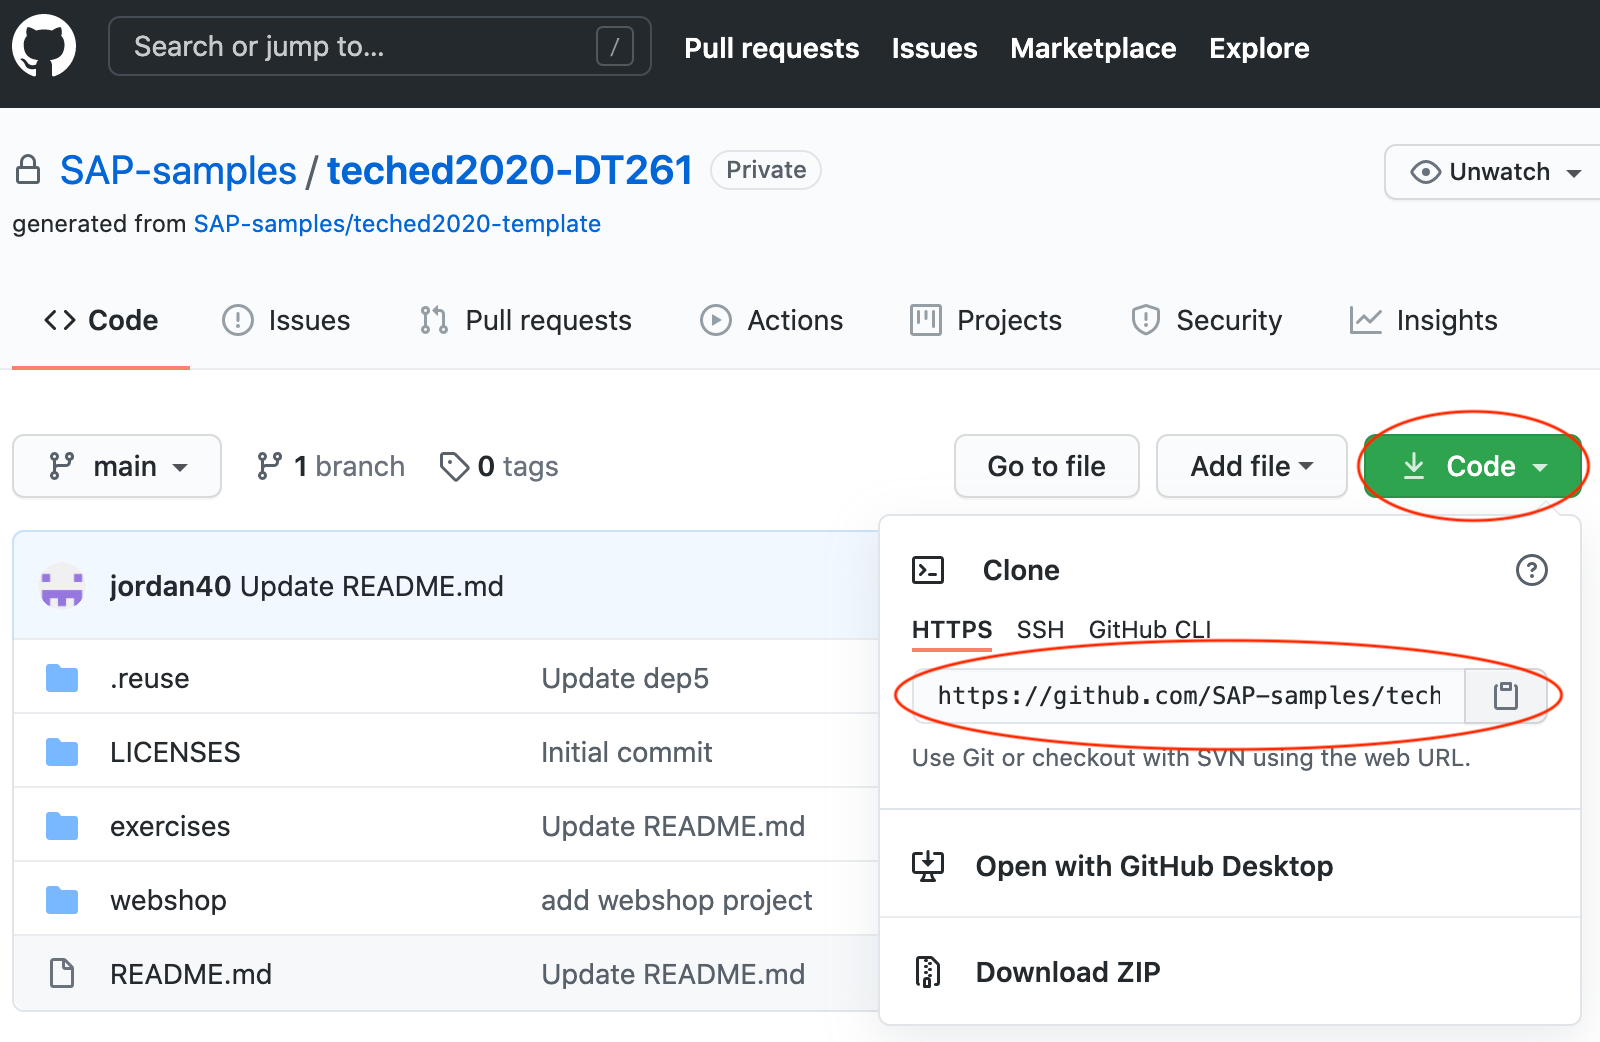 Search or jump to... /
Pull requests Issues Marketplace Explore
SAP-samples / teched2020-DT261 Private
Unwatch
generated from SAP-samples/teched2020-template
Code Issues Pull requests Actions Projects Security Insights
main 1 branch 0 tags Go to file Add file Code
jordan40 Update README.md
.reuse Update dep5
LICENSES Initial commit
exercises Update README.md
webshop add webshop project
README.md Update README.md
Clone
HTTPS SSH GitHub CLI
https://github.com/SAP-samples/tech
Use Git or checkout with SVN using the web URL.
Open with GitHub Desktop
Download ZIP